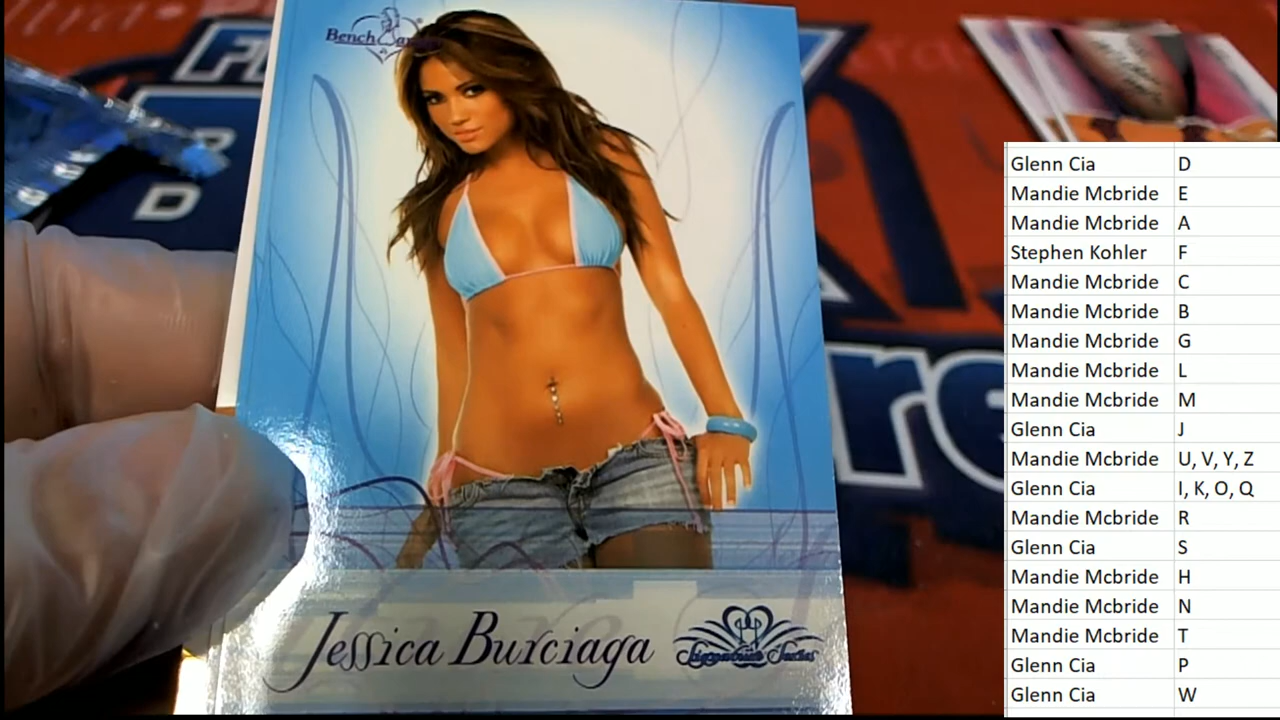 Bench
Jessica Burciaga
Signature Series
D
re
Glenn Cia D
Mandie Mcbride E
Mandie Mcbride A
Stephen Kohler F
Mandie Mcbride C
Mandie Mcbride B
Mandie Mcbride G
Mandie Mcbride L
Mandie Mcbride M
Glenn Cia J
Mandie Mcbride U, V, Y, Z
Glenn Cia I, K, O, Q
Mandie Mcbride R
Glenn Cia S
Mandie Mcbride H
Mandie Mcbride N
Mandie Mcbride T
Glenn Cia P
Glenn Cia W